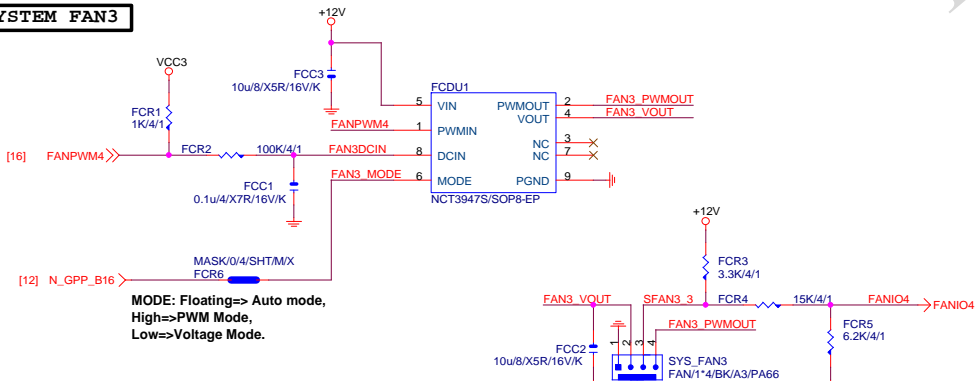 YSTEM FAN3
+12V
VCC3
FCC3
10u/8/X5R/16V/K
FCDU1
FCR1
1K/4/1
5 VIN PWMOUT 2 FAN3_PWMOUT
VOUT 4 FAN3_VOUT
FANPWM4 1 PWMIN
NC 3
[16] FANPWM4 FCR2 100K/4/1 FAN3DCIN 8 DCIN NC 7
FAN3_MODE 6 MODE PGND 9
FCC1
0.1u/4/X7R/16V/K
NCT3947S/SOP8-EP
+12V
MASK/0/4/SHT/M/X
[12] N_GPP_B16 FCR6
FCR3
3.3K/4/1
MODE: Floating=> Auto mode,
High=>PWM Mode,
Low=>Voltage Mode.
FAN3_VOUT SFAN3_3 FCR4 15K/4/1 FANIO4 FANIO4
FAN3_PWMOUT
FCR5
6.2K/4/1
1 2 3 4
FCC2
10u/8/X5R/16V/K
SYS_FAN3
FAN/1*4/BK/A3/PA66